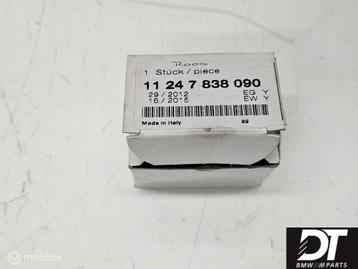 Roos
1 Stück / piece
11 24 7 838 090
29 / 2012 EG Y
16 / 2015 EW Y
Made in Italy 99
mobilox
DT
BMW /// M PARTS